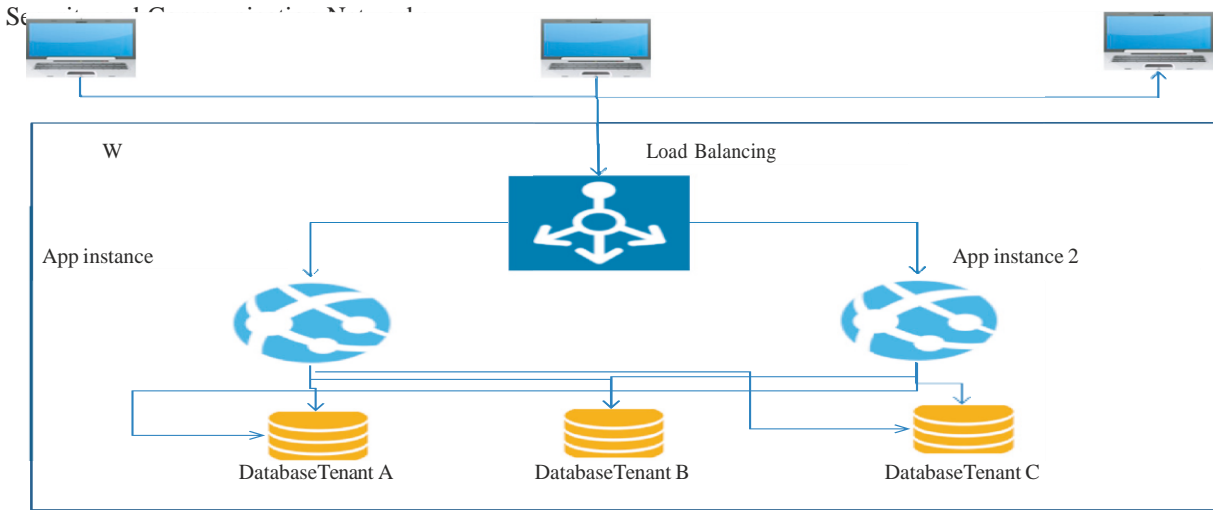 W
Load Balancing
App instance
App instance 2
DatabaseTenant A
DatabaseTenant B
DatabaseTenant C